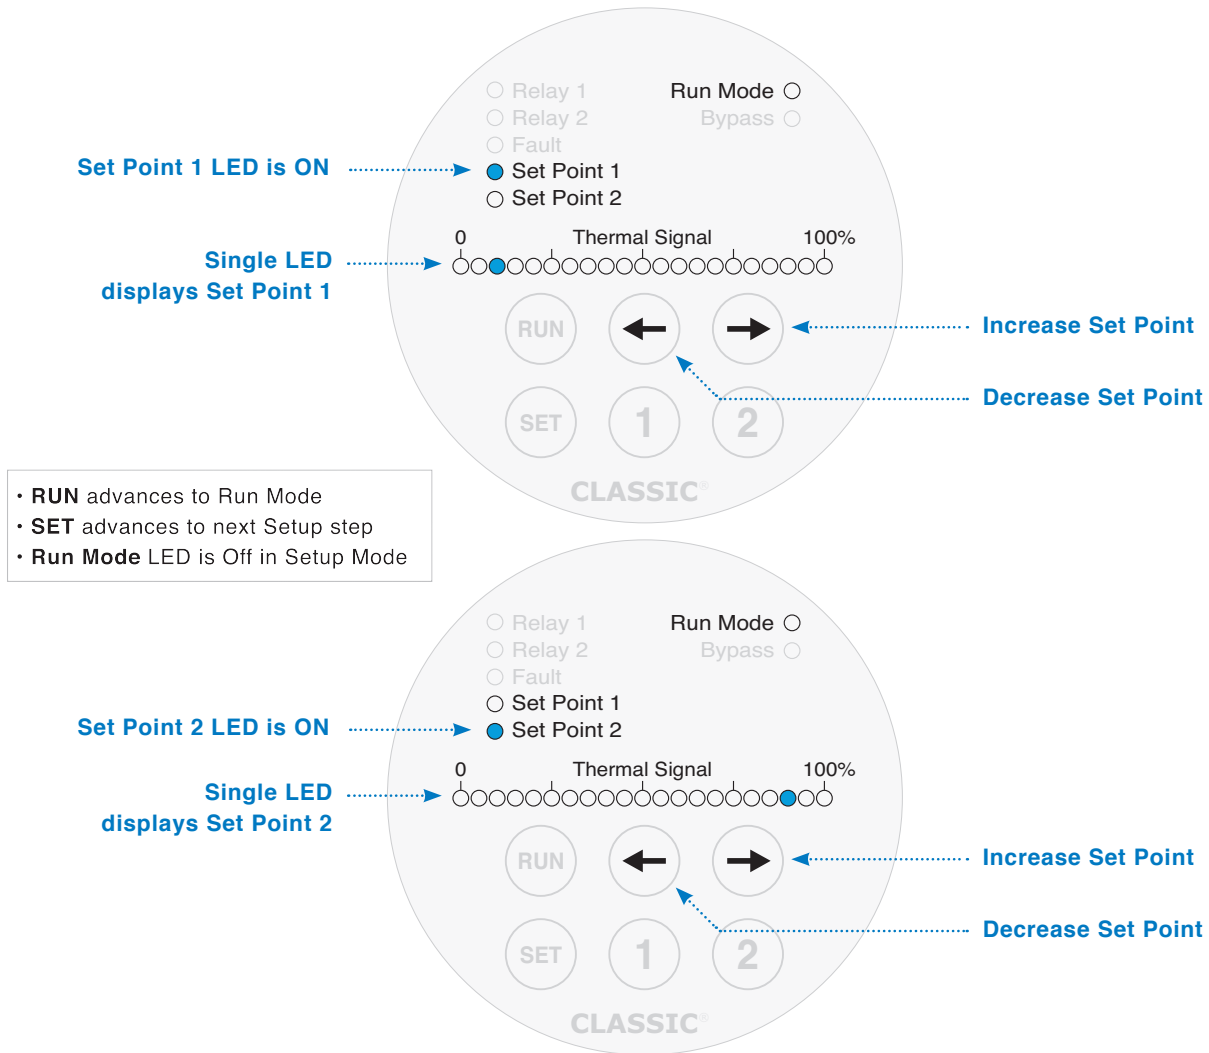 Relay 1
Run Mode
Relay 2
Bypass
Fault
Set Point 1 LED is ON
Set Point 1
Set Point 2
0
Thermal Signal
100%
Single LED
displays Set Point 1
RUN
Increase Set Point
Decrease Set Point
SET
1
2
CLASSIC®
• RUN advances to Run Mode
• SET advances to next Setup step
• Run Mode LED is Off in Setup Mode
Relay 1
Run Mode
Relay 2
Bypass
Fault
Set Point 1
Set Point 2 LED is ON
Set Point 2
0
Thermal Signal
100%
Single LED
displays Set Point 2
RUN
Increase Set Point
Decrease Set Point
SET
1
2
CLASSIC®